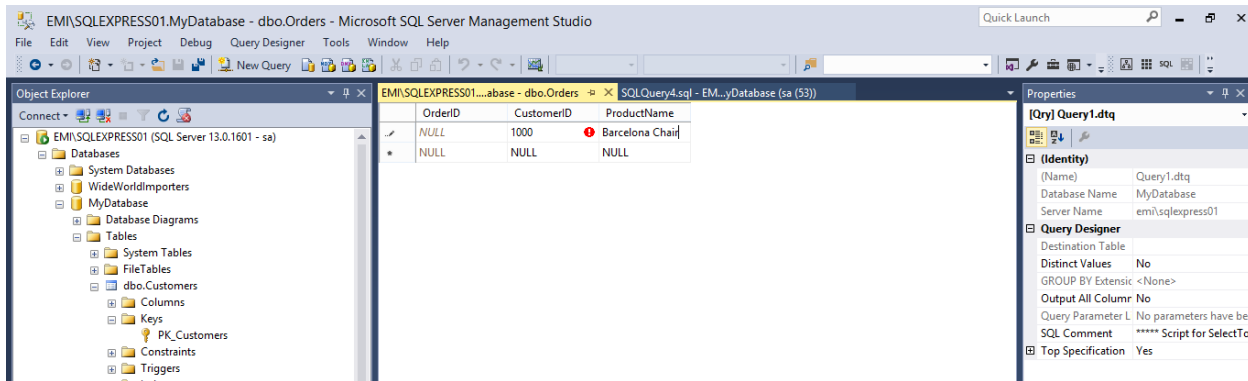 EMI\SQLEXPRESS01.MyDatabase - dbo.Orders - Microsoft SQL Server Management Studio
Quick Launch
File Edit View Project Debug Query Designer Tools Window Help
New Query
SQL
Object Explorer
Connect
EMI\SQLEXPRESS01 (SQL Server 13.0.1601 - sa)
Databases
System Databases
WideWorldImporters
MyDatabase
Database Diagrams
Tables
System Tables
FileTables
dbo.Customers
Columns
Keys
PK_Customers
Constraints
Triggers
EMI\SQLEXPRESS01....abase - dbo.Orders SQLQuery4.sql - EM...yDatabase (sa (53))
OrderID CustomerID ProductName
NULL 1000 Barcelona Chair
NULL NULL NULL
Properties
[Qry] Query1.dtq
(Identity)
(Name) Query1.dtq
Database Name MyDatabase
Server Name emi\sqlexpress01
Query Designer
Destination Table
Distinct Values No
GROUP BY Extensic <None>
Output All Columr No
Query Parameter L No parameters have be
SQL Comment ***** Script for SelectTo
Top Specification Yes